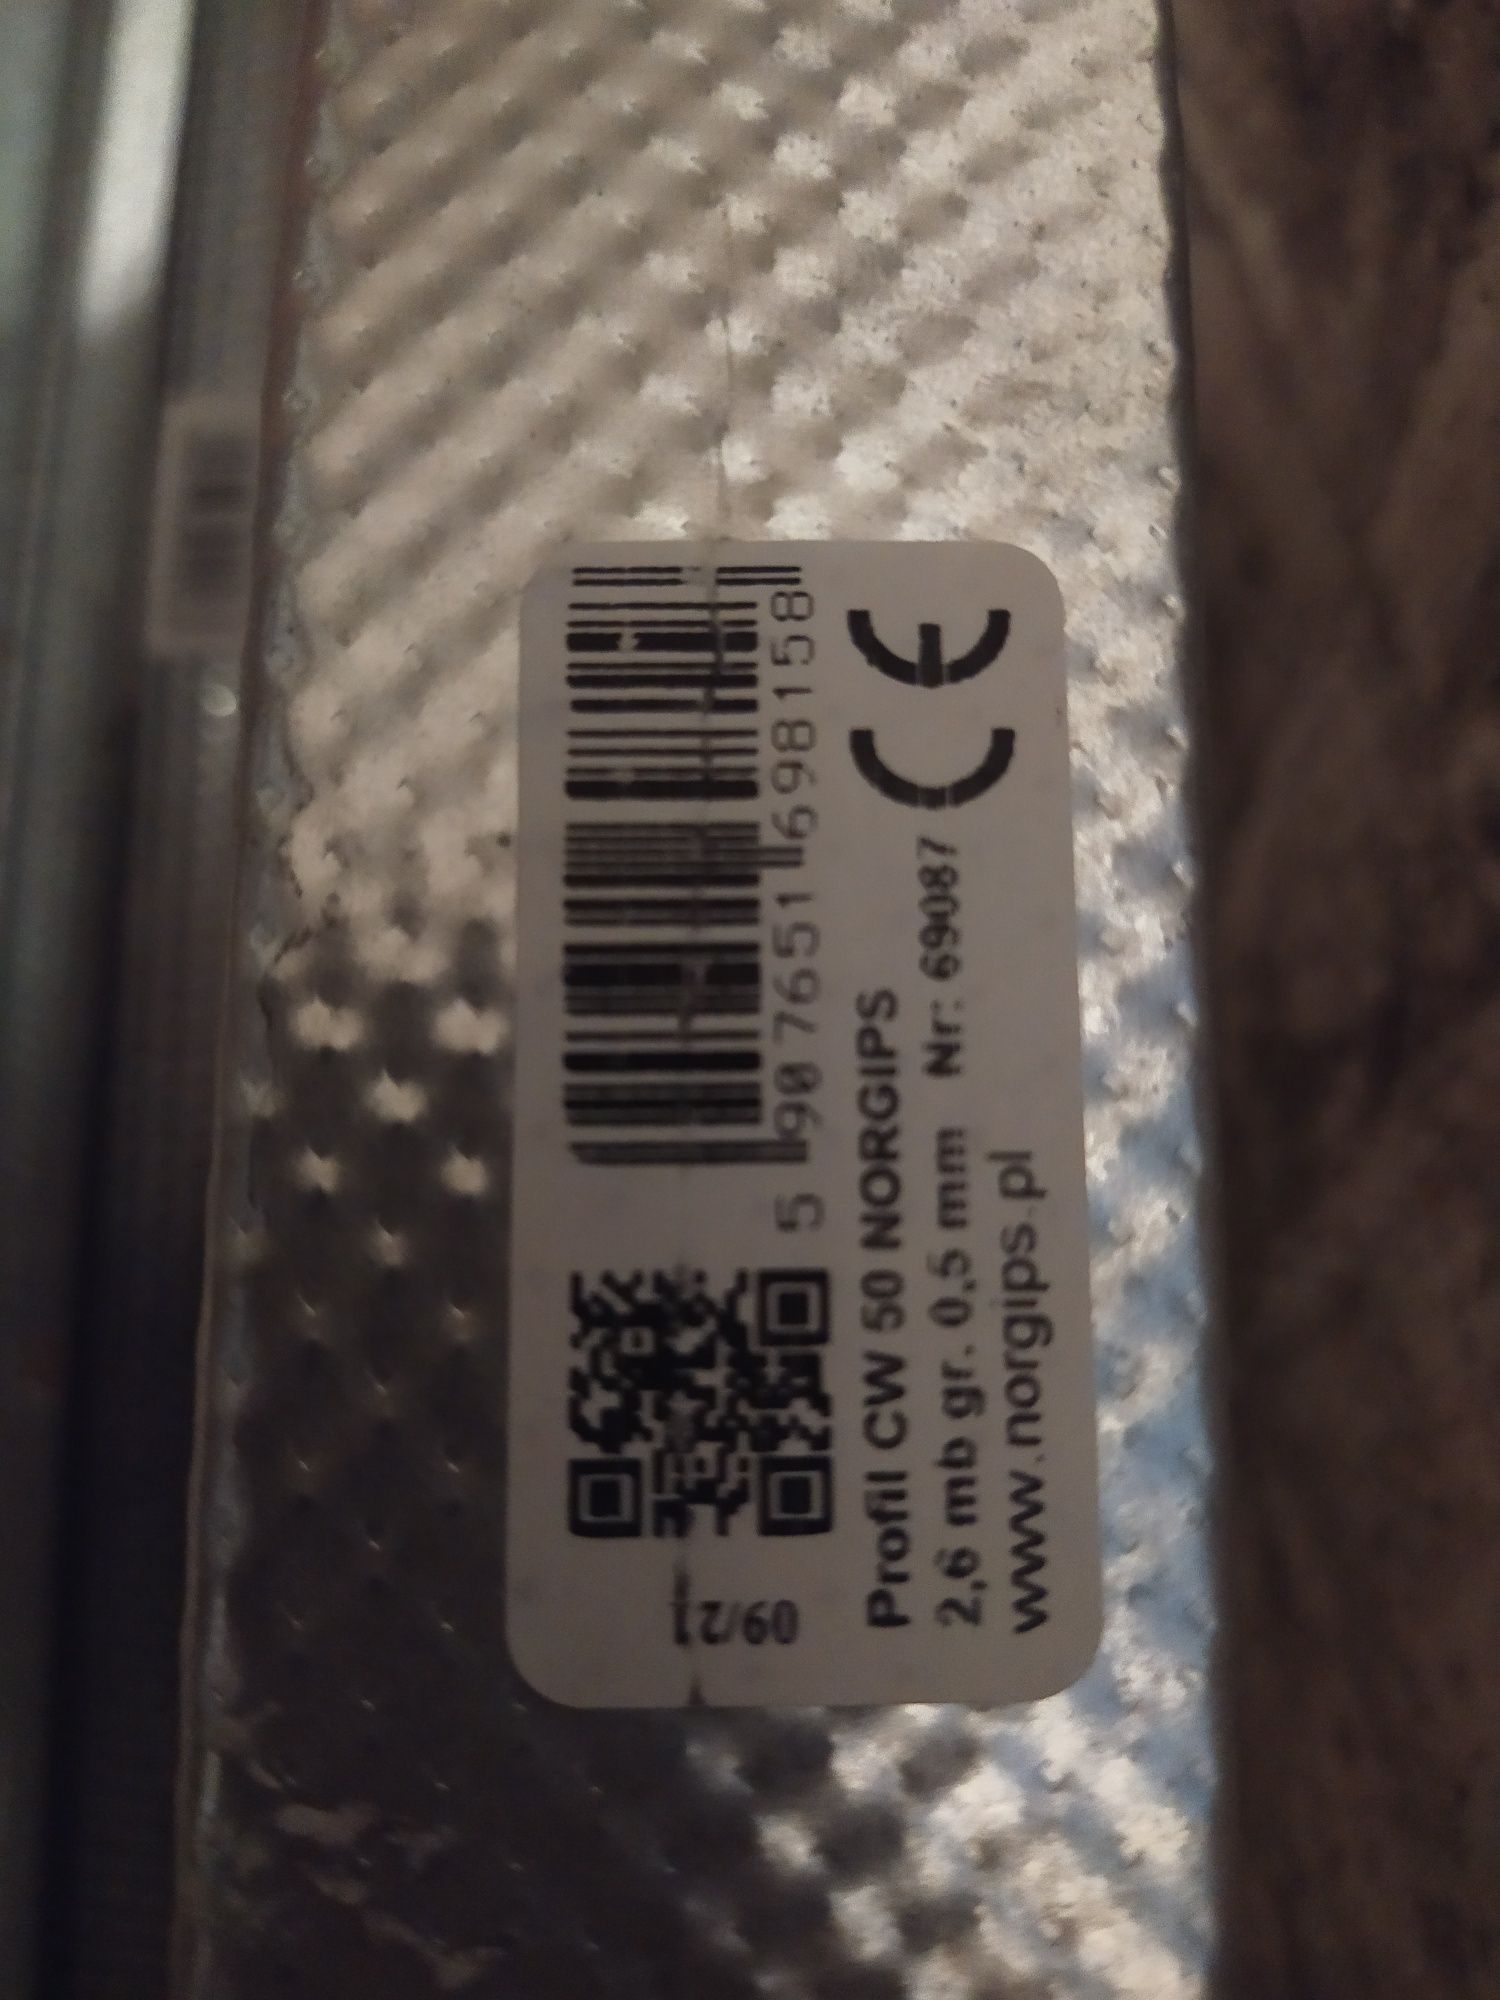 09/21
5 907651 698158
Profil CW 50 NORGIPS
2,6 mb gr. 0,5 mm Nr: 69087
www.norgips.pl
CE